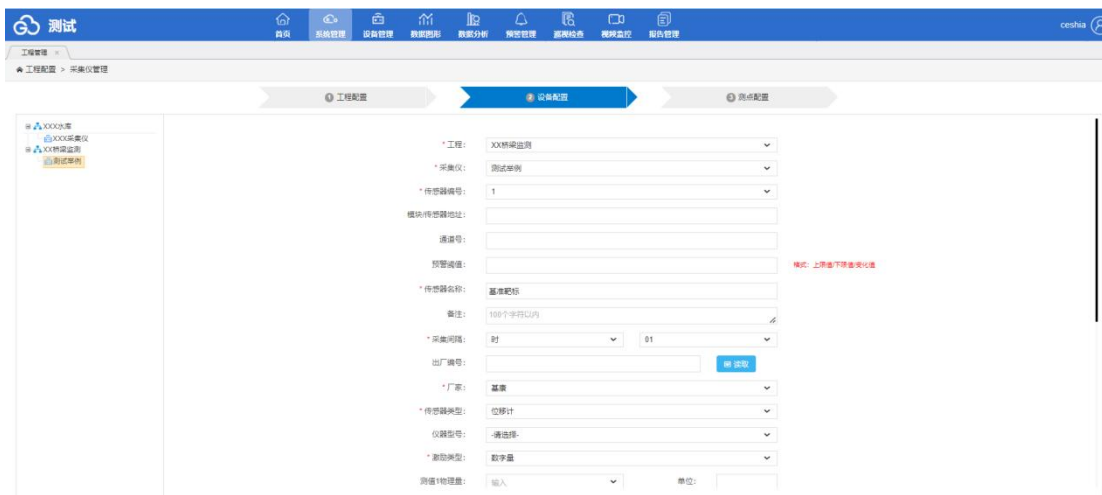 测试
首页 系统管理 设备管理 数据图形 数据分析 预警管理 巡视检查 视频监控 报告管理
ceshia
工程管理 ×
工程配置 > 采集仪管理
1 工程配置 2 设备配置 3 测点配置
XXX水库
XXX采集仪
XX桥梁监测
测试举例
* 工程: XX桥梁监测
* 采集仪: 测试举例
* 传感器编号: 1
模块/传感器地址:
通道号:
预警阈值: 格式: 上限值/下限值/变化值
* 传感器名称: 基准靶标
备注: 100个字符以内
* 采集间隔: 时 01
出厂编号: 读取
* 厂家: 基康
* 传感器类型: 位移计
仪器型号: -请选择-
* 激励类型: 数字量
测值1物理量: 输入 单位: